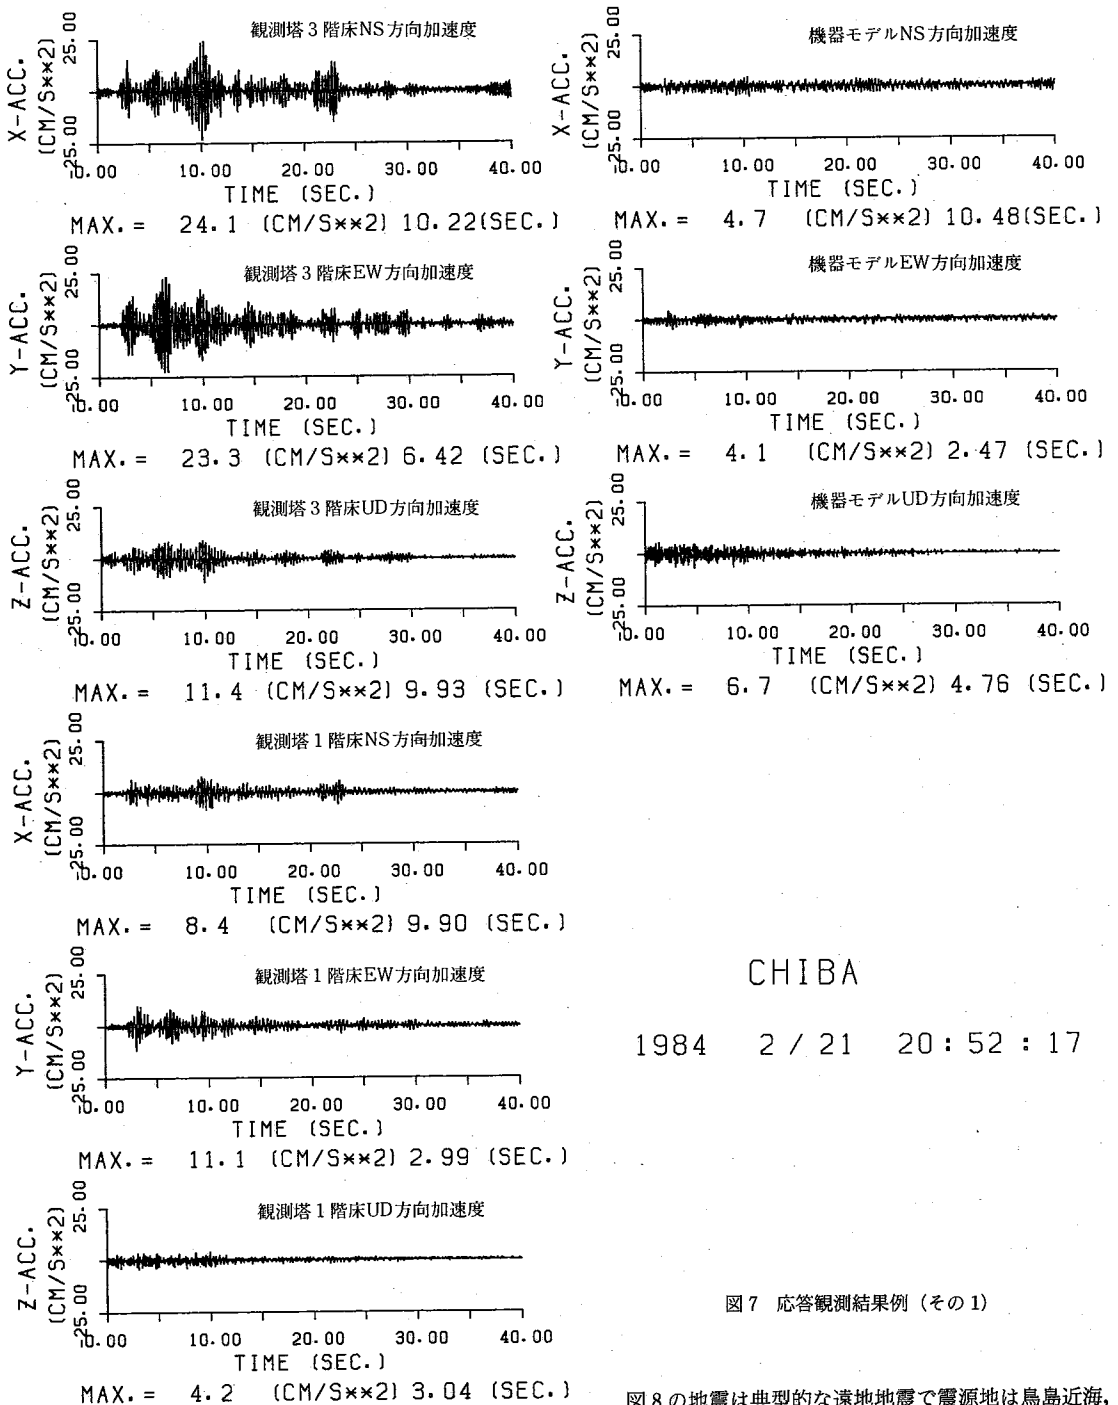 観測塔3階床NS方向加速度
X-ACC.
(CM/S**2)
25.00
25.00
0.00 10.00 20.00 30.00 40.00
TIME (SEC.)
MAX. = 24.1 (CM/S**2) 10.22(SEC.)
観測塔3階床EW方向加速度
Y-ACC.
(CM/S**2)
25.00
25.00
0.00 10.00 20.00 30.00 40.00
TIME (SEC.)
MAX. = 23.3 (CM/S**2) 6.42 (SEC.)
観測塔3階床UD方向加速度
Z-ACC.
(CM/S**2)
25.00
25.00
0.00 10.00 20.00 30.00 40.00
TIME (SEC.)
MAX. = 11.4 (CM/S**2) 9.93 (SEC.)
観測塔1階床NS方向加速度
X-ACC.
(CM/S**2)
25.00
25.00
0.00 10.00 20.00 30.00 40.00
TIME (SEC.)
MAX. = 8.4 (CM/S**2) 9.90 (SEC.)
観測塔1階床EW方向加速度
Y-ACC.
(CM/S**2)
25.00
25.00
0.00 10.00 20.00 30.00 40.00
TIME (SEC.)
MAX. = 11.1 (CM/S**2) 2.99 (SEC.)
観測塔1階床UD方向加速度
Z-ACC.
(CM/S**2)
25.00
25.00
0.00 10.00 20.00 30.00 40.00
TIME (SEC.)
MAX. = 4.2 (CM/S**2) 3.04 (SEC.)
機器モデルNS方向加速度
X-ACC.
(CM/S**2)
25.00
25.00
0.00 10.00 20.00 30.00 40.00
TIME (SEC.)
MAX. = 4.7 (CM/S**2) 10.48(SEC.)
機器モデルEW方向加速度
Y-ACC.
(CM/S**2)
25.00
25.00
0.00 10.00 20.00 30.00 40.00
TIME (SEC.)
MAX. = 4.1 (CM/S**2) 2.47 (SEC.)
機器モデルUD方向加速度
Z-ACC.
(CM/S**2)
25.00
25.00
0.00 10.00 20.00 30.00 40.00
TIME (SEC.)
MAX. = 6.7 (CM/S**2) 4.76 (SEC.)
CHIBA
1984 2/21 20:52:17
図7 応答観測結果例（その1）
図8の地震は典型的な遠地地震で震源地は鳥島近海，